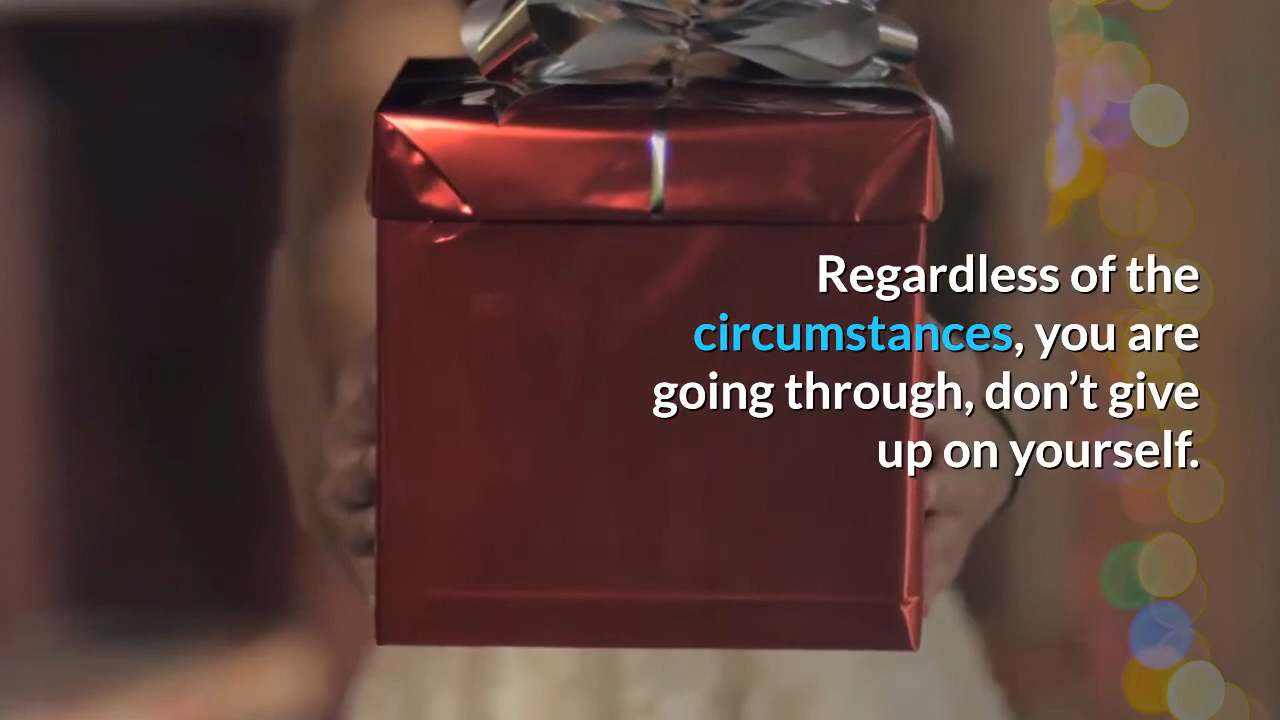 Regardless of the
circumstances, you are
going through, don’t give
up on yourself.